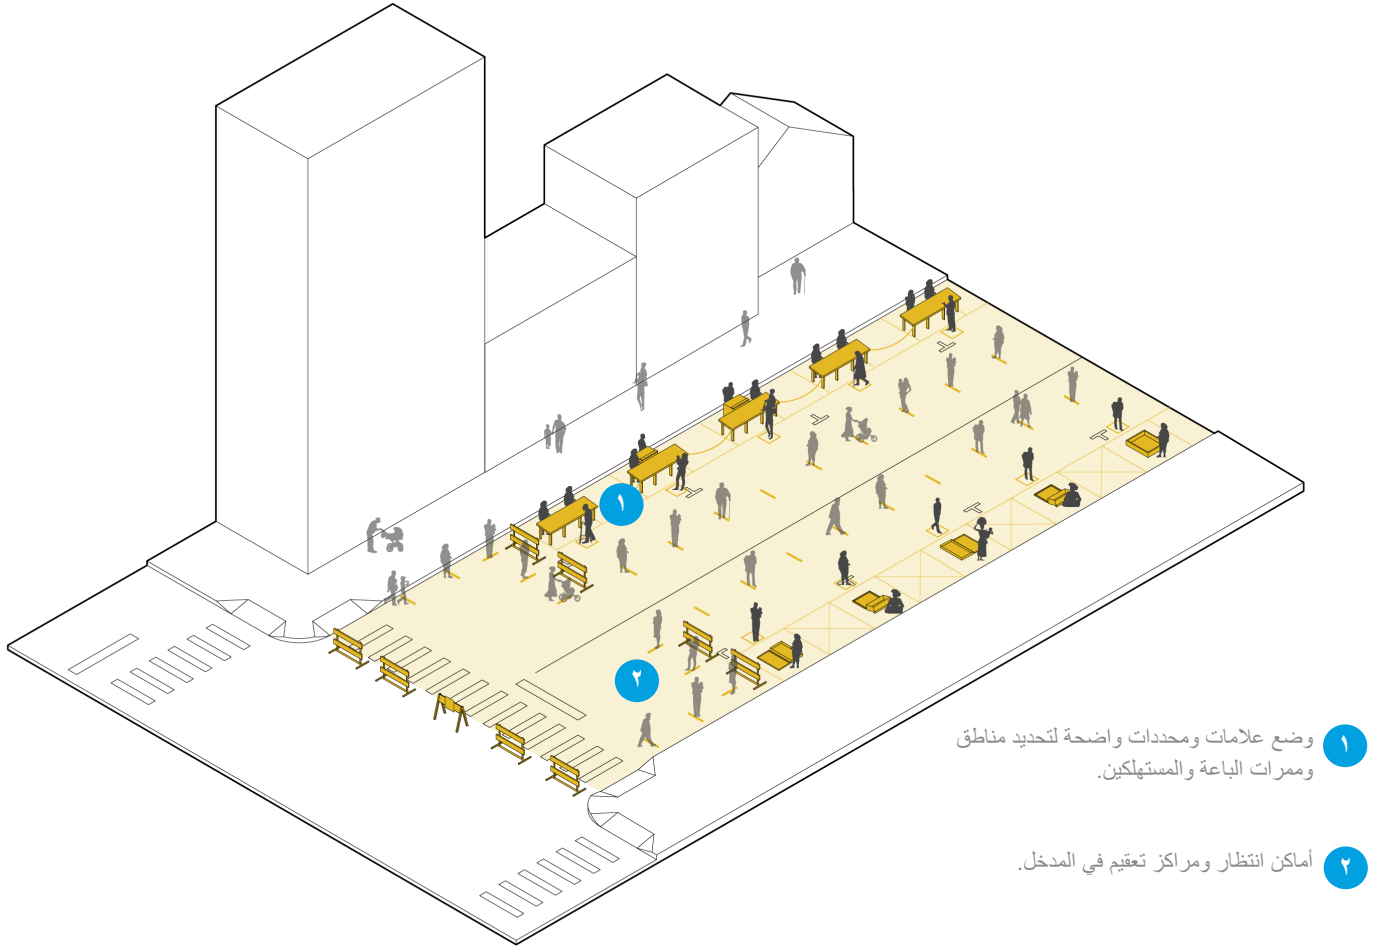 ١
٢
١
وضع علامات ومحددات واضحة لتحديد مناطق
وممرات الباعة والمستهلكين.
٢
أماكن انتظار ومراكز تعقيم في المدخل.